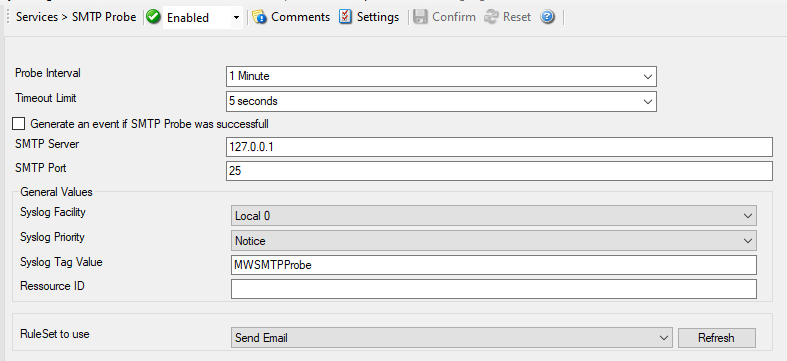 Services > SMTP Probe Enabled Comments Settings Confirm Reset ?
Probe Interval 1 Minute
Timeout Limit 5 seconds
Generate an event if SMTP Probe was successfull
SMTP Server 127.0.0.1
SMTP Port 25
General Values
Syslog Facility Local 0
Syslog Priority Notice
Syslog Tag Value MWSMTPProbe
Ressource ID
RuleSet to use Send Email Refresh